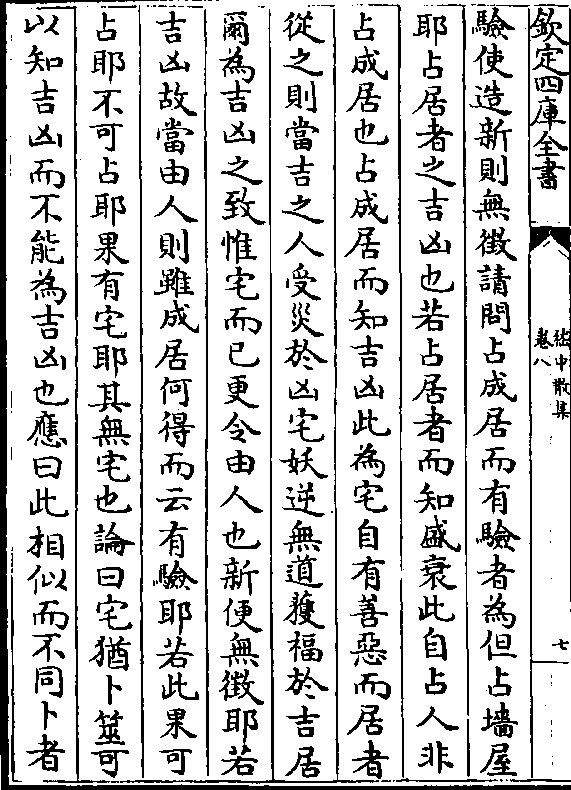 欽定四庫全書
嵇中散集
卷八
七
驗使造新則無徵請問占成居而有驗者為但占墻屋
耶占居者之吉凶也若占居者而知盛衰此自占人非
占成居也占成居而知吉凶此為宅自有善惡而居者
從之則當吉之人受災於凶宅妖逆無道獲福於吉居
爾為吉凶之致惟宅而已更令由人也新便無徵耶若
吉凶故當由人則雖成居何得而云有驗耶若此果可
占耶不可占耶果有宅耶其無宅也論曰宅猶卜筮可
以知吉凶而不能為吉凶也應曰此相似而不同卜者